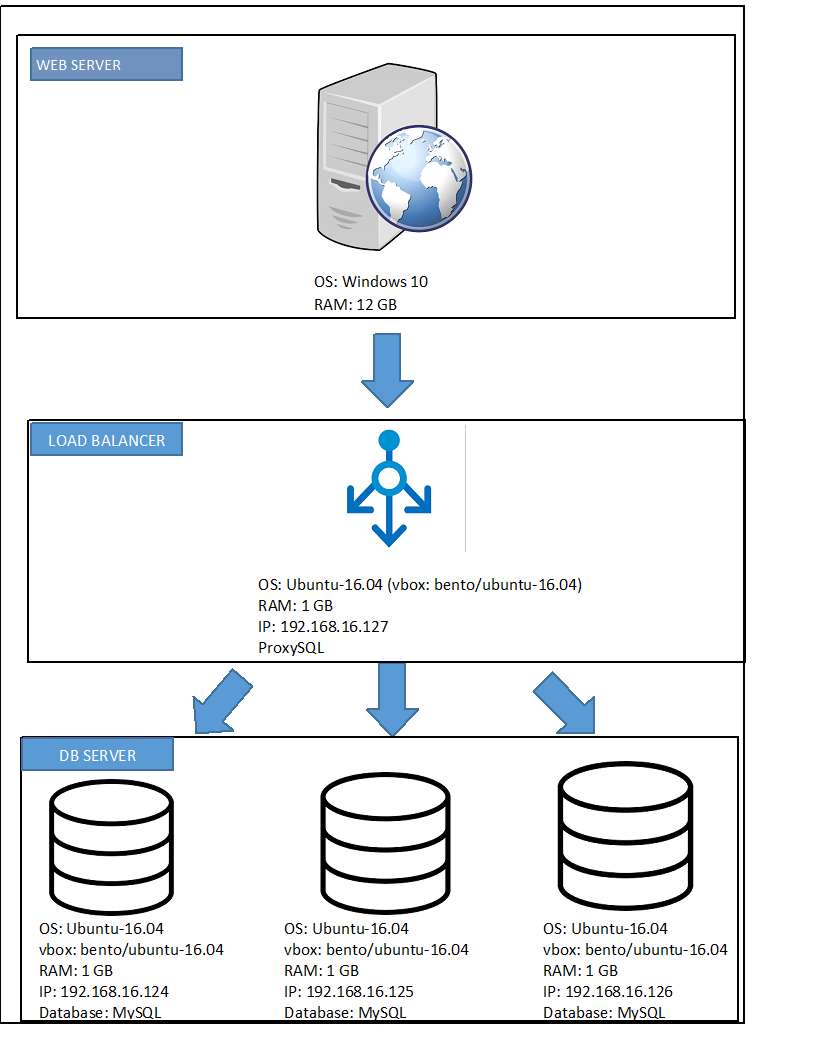 WEB SERVER
OS: Windows 10
RAM: 12 GB
LOAD BALANCER
OS: Ubuntu-16.04 (vbox: bento/ubuntu-16.04)
RAM: 1 GB
IP: 192.168.16.127
ProxySQL
DB SERVER
OS: Ubuntu-16.04
vbox: bento/ubuntu-16.04
RAM: 1 GB
IP: 192.168.16.124
Database: MySQL
OS: Ubuntu-16.04
vbox: bento/ubuntu-16.04
RAM: 1 GB
IP: 192.168.16.125
Database: MySQL
OS: Ubuntu-16.04
vbox: bento/ubuntu-16.04
RAM: 1 GB
IP: 192.168.16.126
Database: MySQL